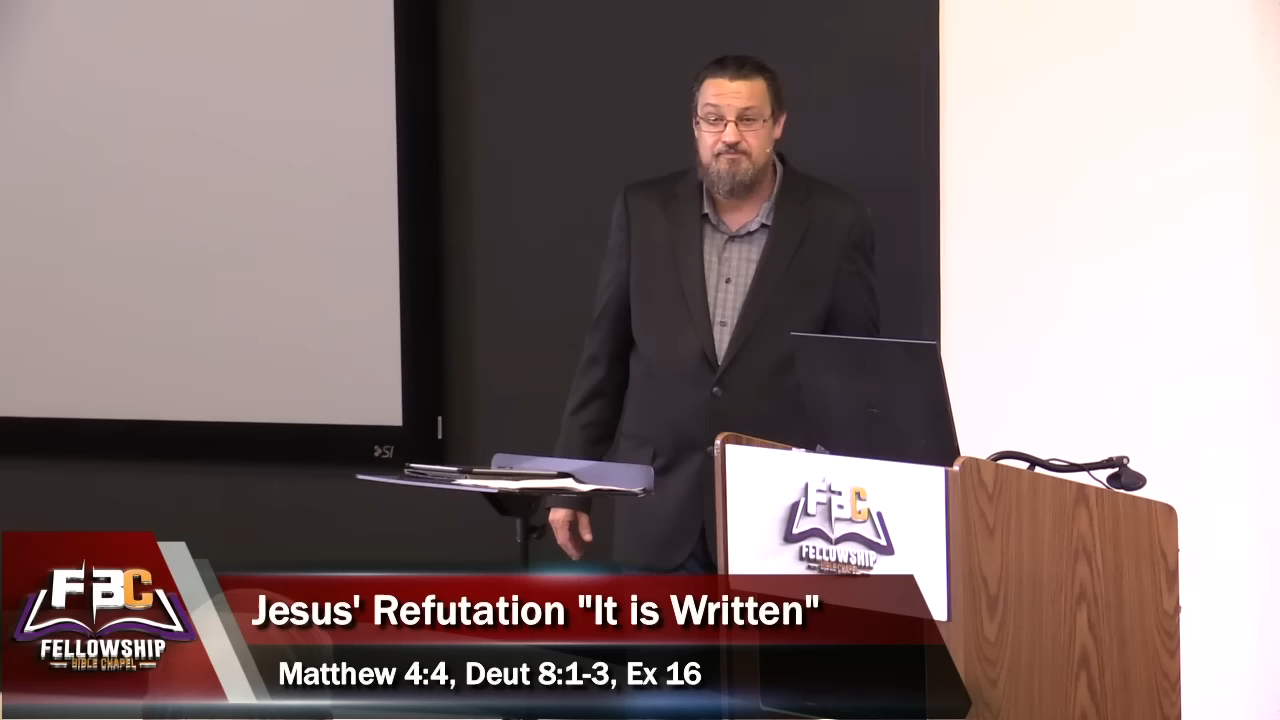 SI
FBC
FELLOWSHIP
BIBLE CHAPEL
FBC
FELLOWSHIP
BIBLE CHAPEL
Jesus' Refutation "It is Written"
Matthew 4:4, Deut 8:1-3, Ex 16